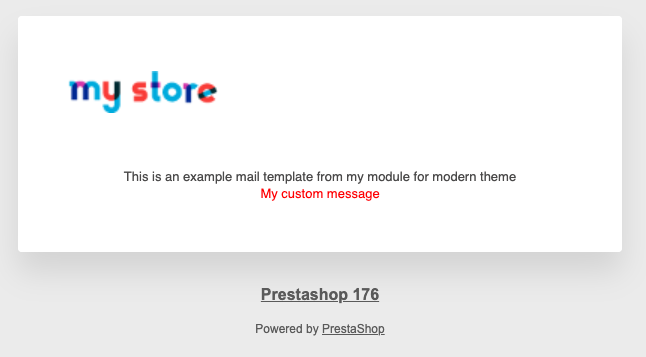 my store
This is an example mail template from my module for modern theme
My custom message
Prestashop 176
Powered by PrestaShop